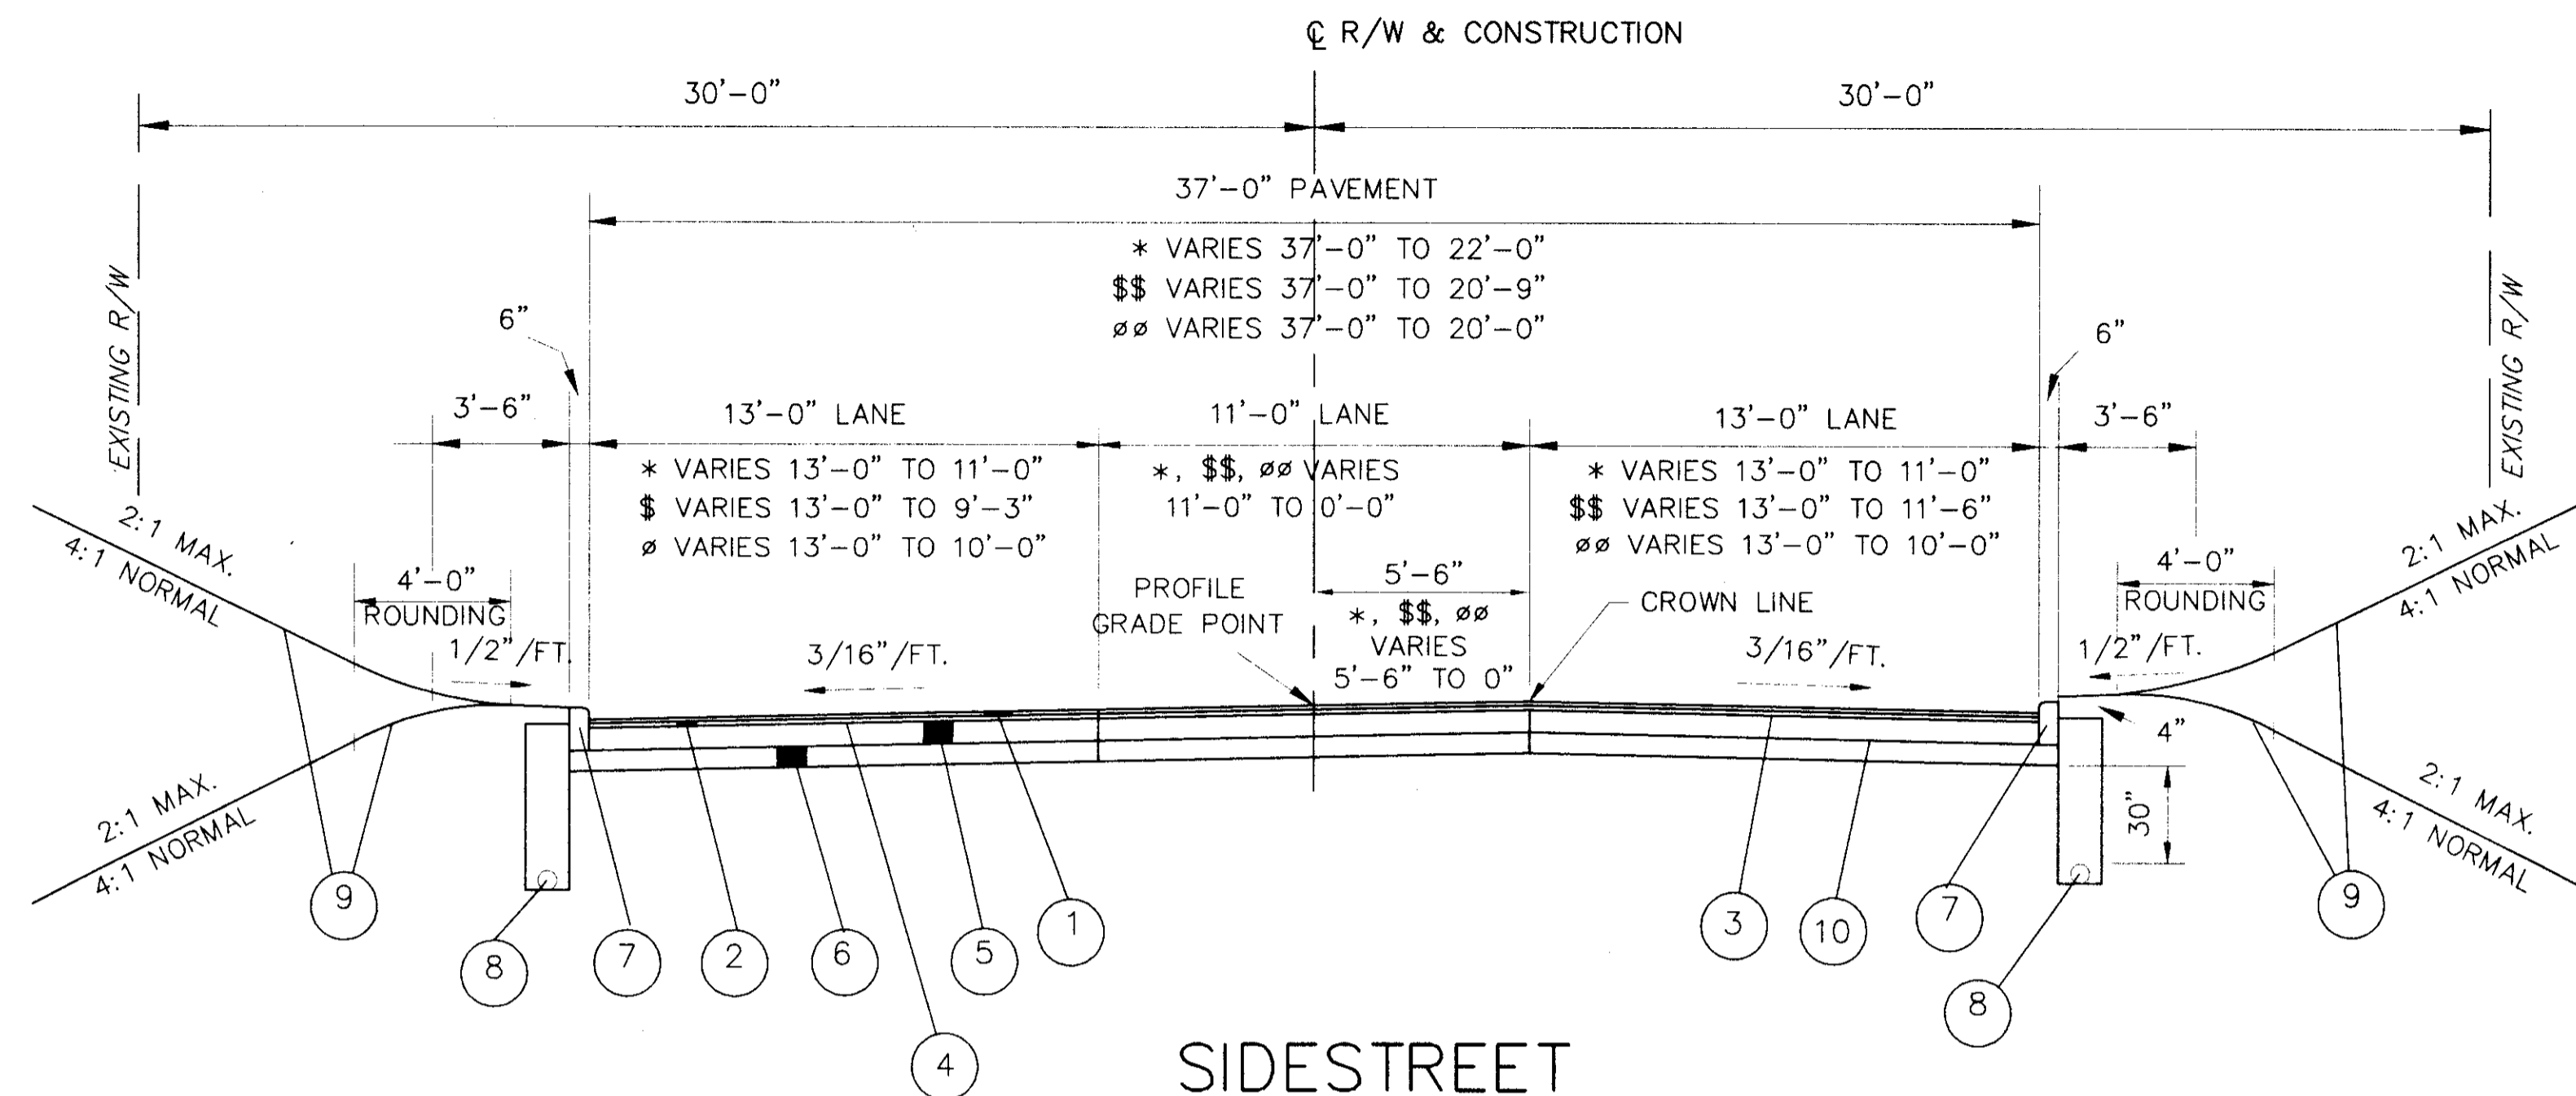 ℄ R/W & CONSTRUCTION
30'-0"
30'-0"
37'-0" PAVEMENT
* VARIES 37'-0" TO 22'-0"
$$ VARIES 37'-0" TO 20'-9"
øø VARIES 37'-0" TO 20'-0"
EXISTING R/W
EXISTING R/W
6"
6"
3'-6"
13'-0" LANE
11'-0" LANE
13'-0" LANE
3'-6"
* VARIES 13'-0" TO 11'-0"
$ VARIES 13'-0" TO 9'-3"
ø VARIES 13'-0" TO 10'-0"
*, $$, øø VARIES
11'-0" TO 0'-0"
* VARIES 13'-0" TO 11'-0"
$$ VARIES 13'-0" TO 11'-6"
øø VARIES 13'-0" TO 10'-0"
2:1 MAX.
4:1 NORMAL
2:1 MAX.
4:1 NORMAL
4'-0"
ROUNDING
PROFILE
GRADE POINT
5'-6"
*, $$, øø
VARIES
5'-6" TO 0"
CROWN LINE
4'-0"
ROUNDING
1/2"/FT.
3/16"/FT.
3/16"/FT.
1/2"/FT.
4"
30"
2:1 MAX.
4:1 NORMAL
2:1 MAX.
4:1 NORMAL
9
8
7
2
6
5
1
4
3
10
7
8
9
SIDESTREET